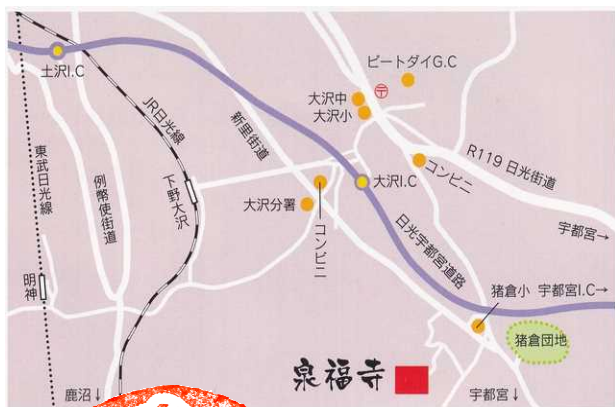 土沢I.C
JR日光線
新里街道
ビートダイG.C
〒
大沢中
大沢小
R119 日光街道
コンビニ
宇都宮→
東武日光線
例幣使街道
下野大沢
大沢I.C
大沢分署
コンビニ
日光宇都宮道路
明神
猪倉小
宇都宮I.C→
猪倉団地
泉福寺
鹿沼↓
宇都宮↓